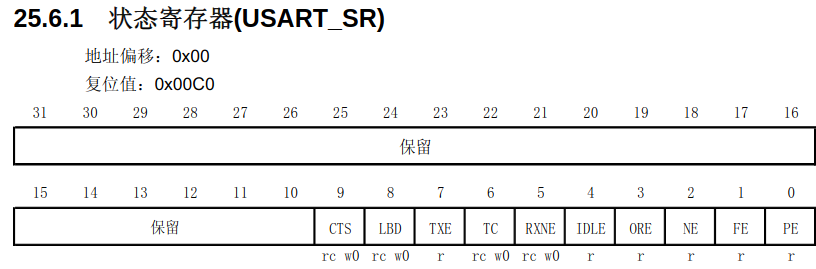 25.6.1 状态寄存器(USART_SR)
地址偏移：0x00
复位值：0x00C0
31 30 29 28 27 26 25 24 23 22 21 20 19 18 17 16
保留
15 14 13 12 11 10 9 8 7 6 5 4 3 2 1 0
保留 CTS LBD TXE TC RXNE IDLE ORE NE FE PE
rc w0 rc w0 r rc w0 rc w0 r r r r r